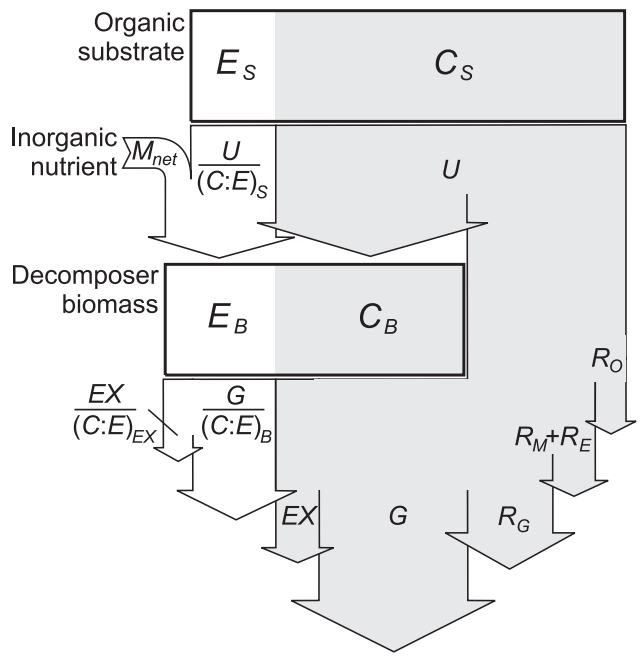 Organic
substrate
E_S
C_S
Inorganic
nutrient
M_net
U
(C:E)_S
U
Decomposer
biomass
E_B
C_B
R_O
EX
(C:E)_EX
G
(C:E)_B
R_M+R_E
EX
G
R_G